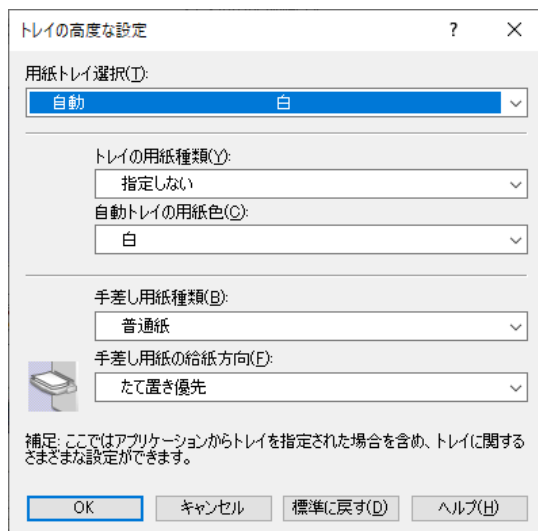 トレイの高度な設定
?
用紙トレイ選択(T):
自動 白
トレイの用紙種類(Y):
指定しない
自動トレイの用紙色(C):
白
手差し用紙種類(B):
普通紙
手差し用紙の給紙方向(F):
たて置き優先
補足: ここではアプリケーションからトレイを指定された場合を含め、トレイに関する
さまざまな設定ができます。
OK キャンセル 標準に戻す(D) ヘルプ(H)